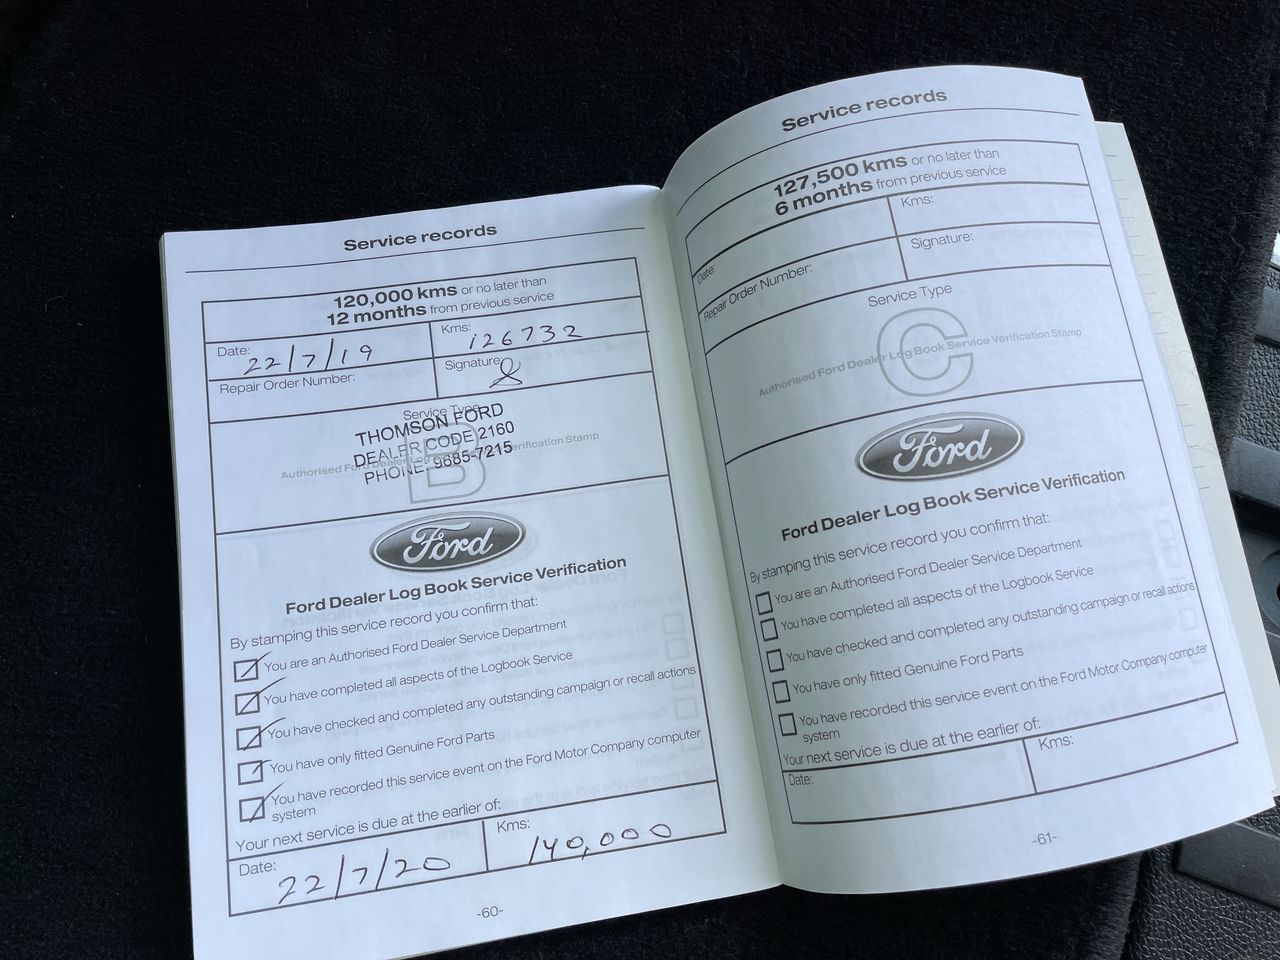 Service records
120,000 kms or no later than
12 months from previous service
Date: 22/7/19
Kms: 126732
Repair Order Number:
Signature:
Service Type
THOMSON FORD
DEALER CODE 2160
PHONE: 9685-7215
Authorised Ford Dealer Log Book Service Verification Stamp
B
Ford
Ford Dealer Log Book Service Verification
By stamping this service record you confirm that:
You are an Authorised Ford Dealer Service Department
You have completed all aspects of the Logbook Service
You have checked and completed any outstanding campaign or recall actions
You have only fitted Genuine Ford Parts
You have recorded this service event on the Ford Motor Company computer
system
Your next service is due at the earlier of:
Date: 22/7/20
Kms: 140,000
-60-
Service records
127,500 kms or no later than
6 months from previous service
Date:
Kms:
Repair Order Number:
Signature:
Service Type
C
Authorised Ford Dealer Log Book Service Verification Stamp
Ford
Ford Dealer Log Book Service Verification
By stamping this service record you confirm that:
You are an Authorised Ford Dealer Service Department
You have completed all aspects of the Logbook Service
You have checked and completed any outstanding campaign or recall actions
You have only fitted Genuine Ford Parts
You have recorded this service event on the Ford Motor Company computer
system
Your next service is due at the earlier of:
Date:
Kms:
-61-